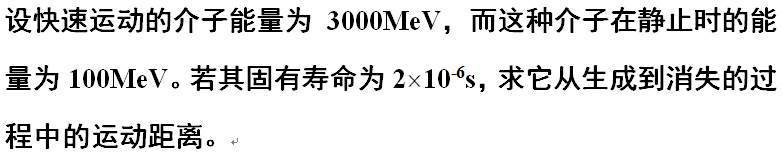 设快速运动的介子能量为 3000MeV，而这种介子在静止时的能
量为 100MeV。若其固有寿命为 2×10⁻⁶s，求它从生成到消失的过
程中的运动距离。